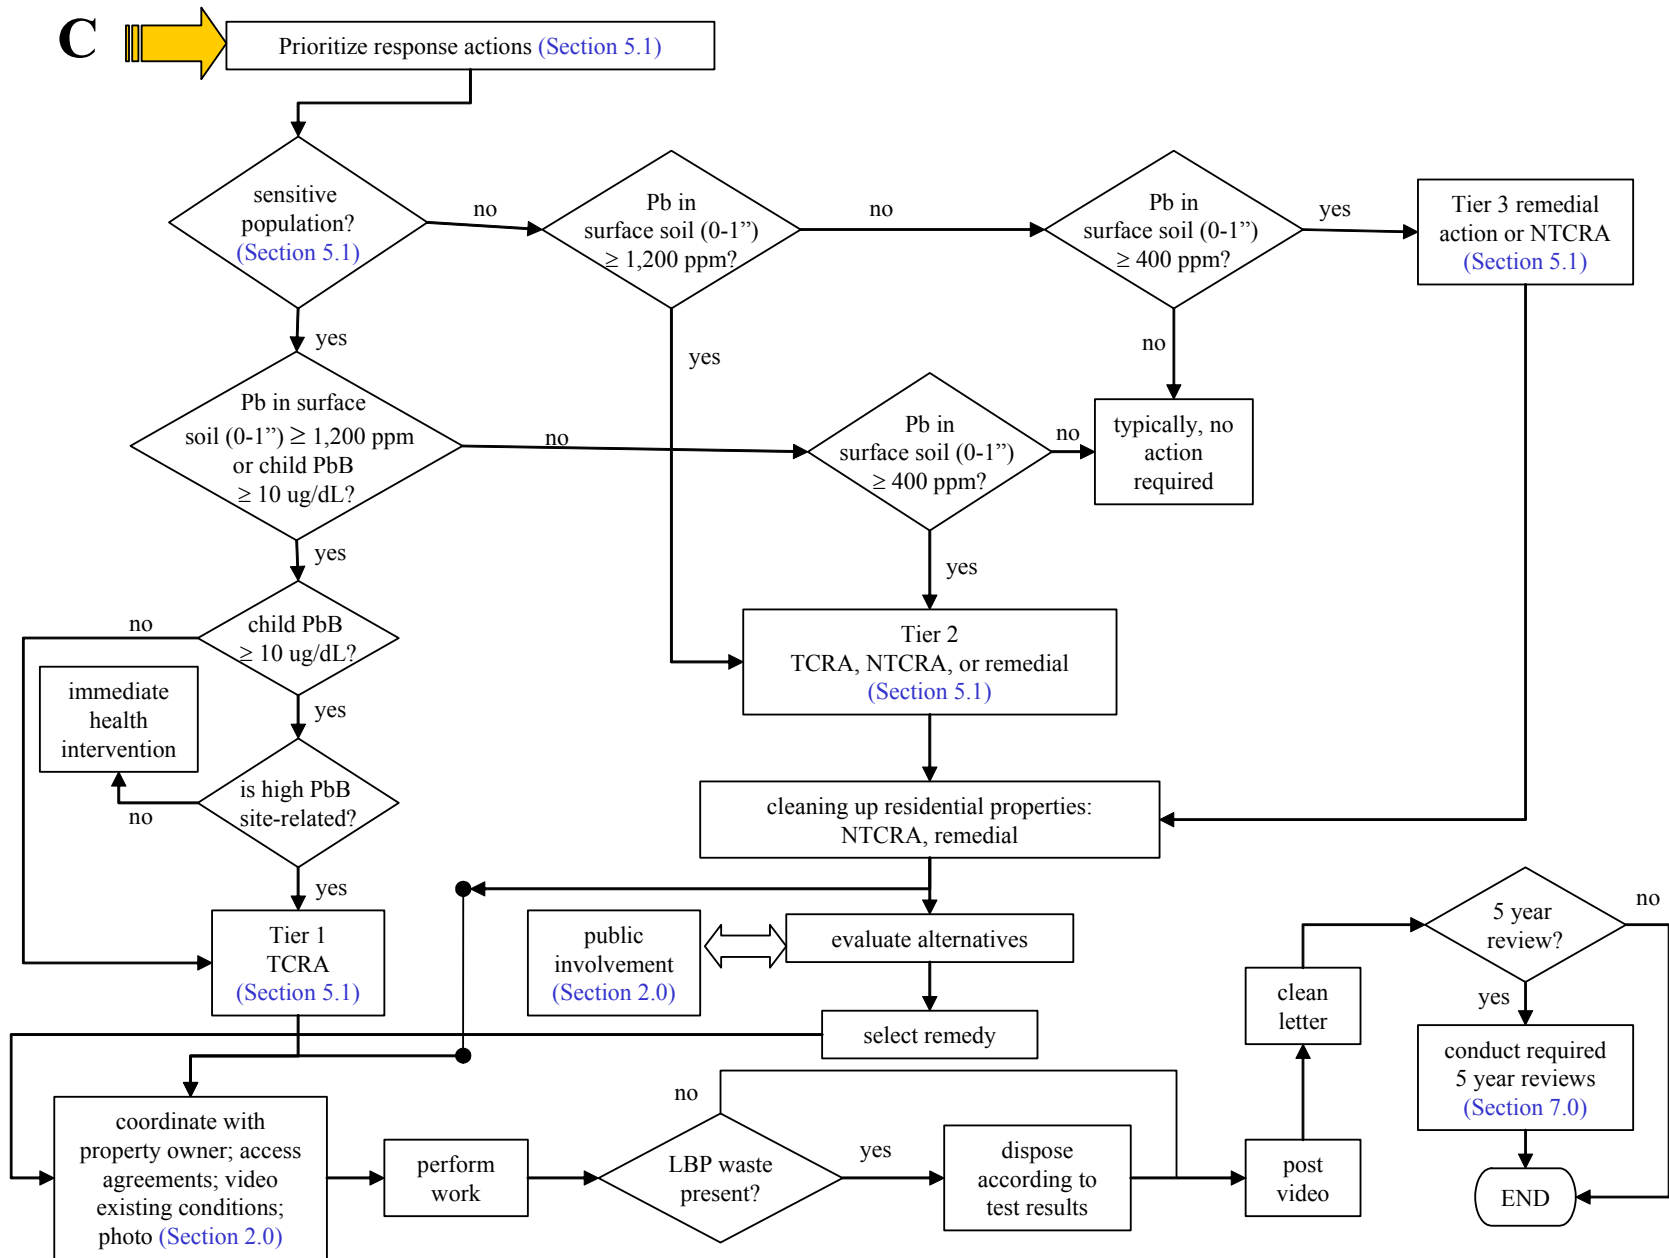 C
Prioritize response actions (Section 5.1)
sensitive
population?
(Section 5.1)
no
Pb in
surface soil (0-1”)
≥ 1,200 ppm?
no
Pb in
surface soil (0-1”)
≥ 400 ppm?
yes
Tier 3 remedial
action or NTCRA
(Section 5.1)
yes
yes
no
Pb in surface
soil (0-1”) ≥ 1,200 ppm
or child PbB
≥ 10 ug/dL?
no
Pb in
surface soil (0-1”)
≥ 400 ppm?
no
typically, no
action
required
yes
yes
child PbB
≥ 10 ug/dL?
no
yes
Tier 2
TCRA, NTCRA, or remedial
(Section 5.1)
immediate
health
intervention
is high PbB
site-related?
no
yes
cleaning up residential properties:
NTCRA, remedial
Tier 1
TCRA
(Section 5.1)
public
involvement
(Section 2.0)
evaluate alternatives
select remedy
clean
letter
5 year
review?
no
yes
conduct required
5 year reviews
(Section 7.0)
END
coordinate with
property owner; access
agreements; video
existing conditions;
photo (Section 2.0)
perform
work
LBP waste
present?
no
yes
dispose
according to
test results
post
video